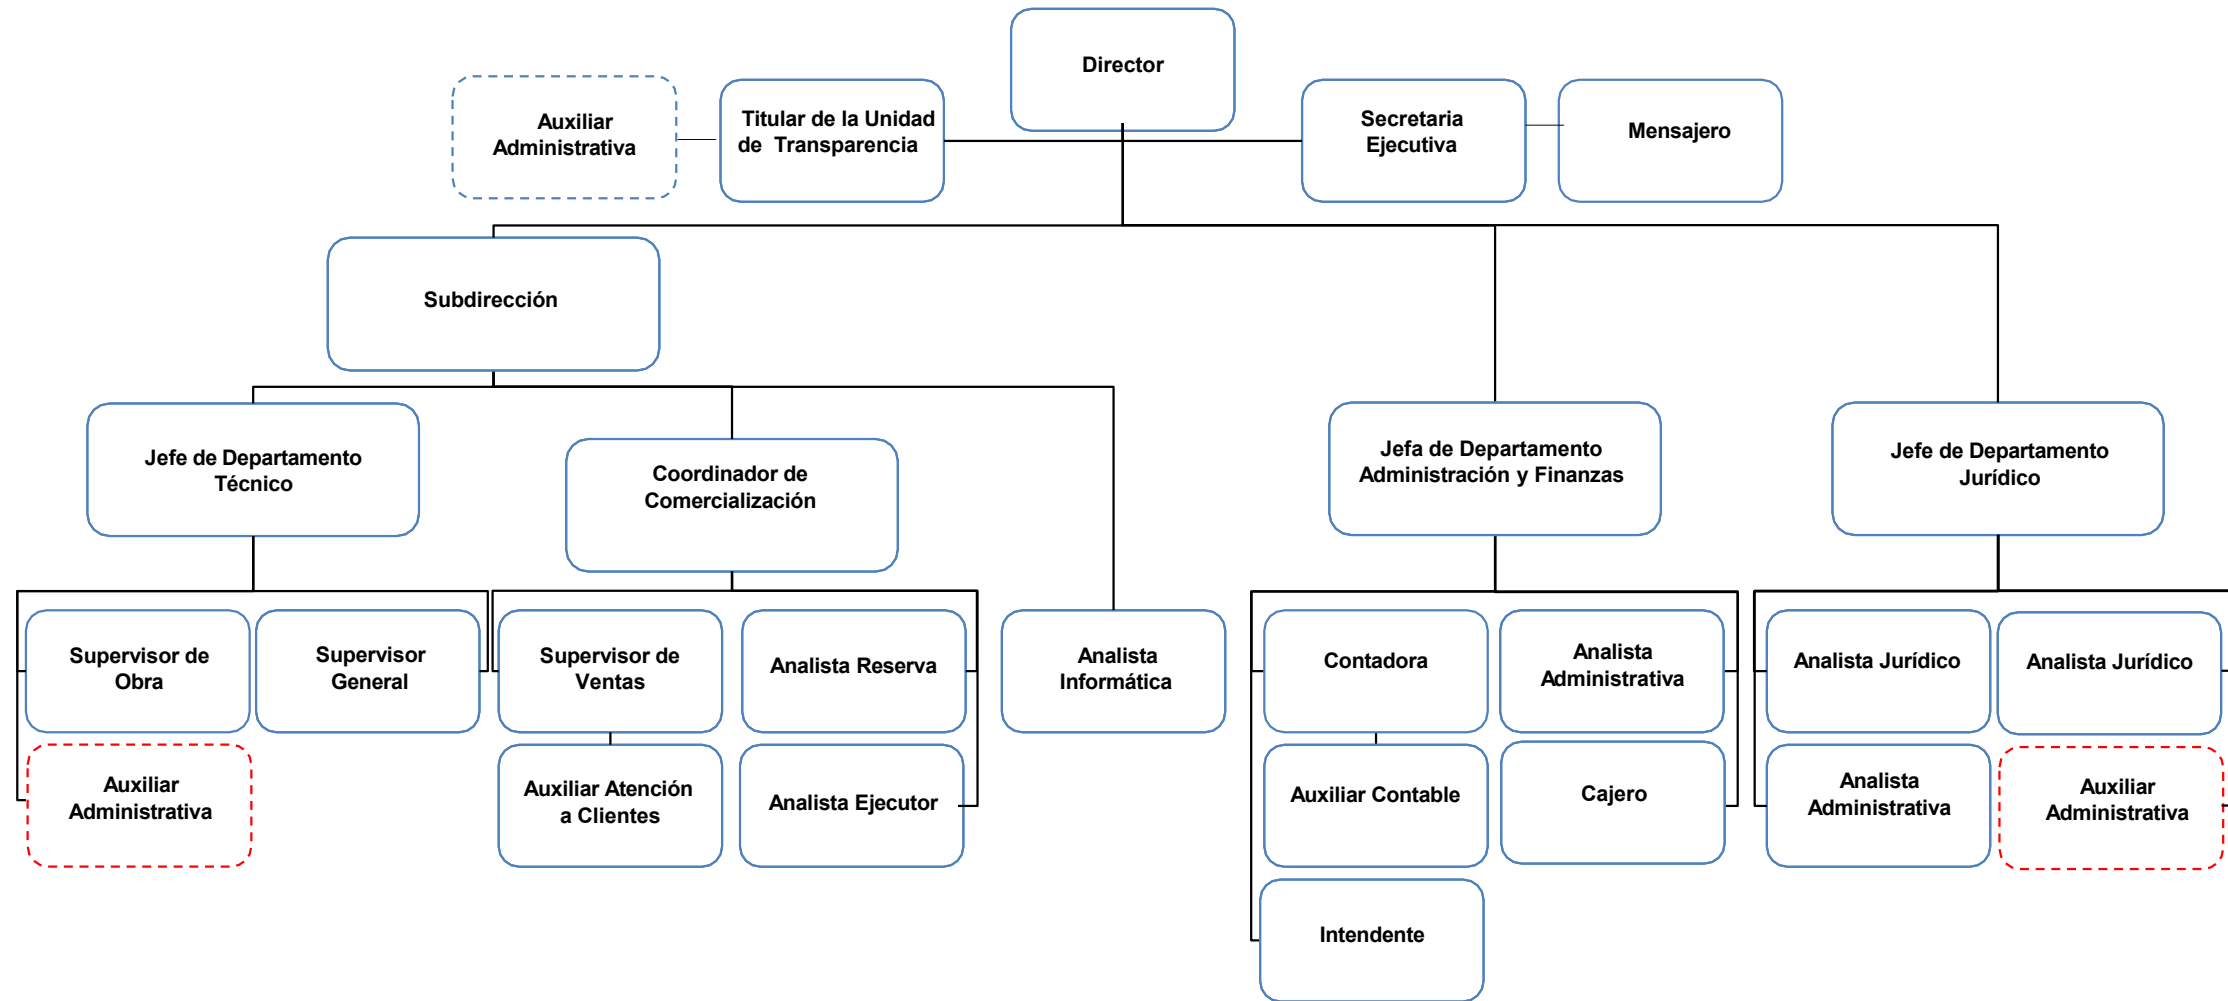 Director
Auxiliar
Administrativa
Titular de la Unidad
de Transparencia
Secretaria
Ejecutiva
Mensajero
Subdirección
Jefe de Departamento
Técnico
Coordinador de
Comercialización
Jefa de Departamento
Administración y Finanzas
Jefe de Departamento
Jurídico
Supervisor de
Obra
Supervisor
General
Supervisor de
Ventas
Analista Reserva
Analista
Informática
Contadora
Analista
Administrativa
Analista Jurídico
Analista Jurídico
Auxiliar
Administrativa
Auxiliar Atención
a Clientes
Analista Ejecutor
Auxiliar Contable
Cajero
Analista
Administrativa
Auxiliar
Administrativa
Intendente